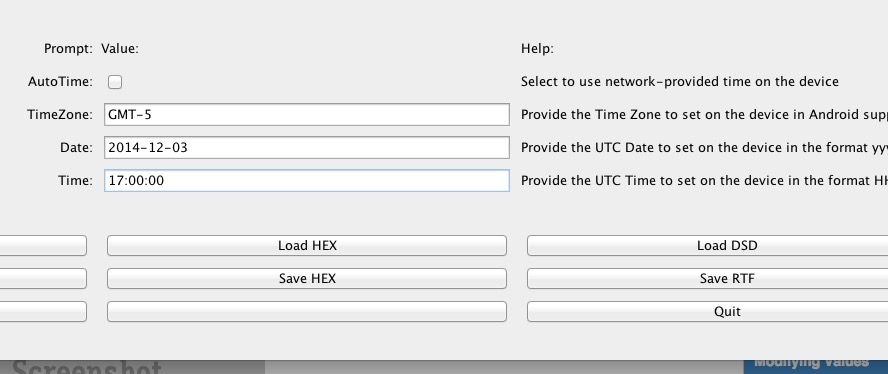 Prompt: Value: Help:
AutoTime: Select to use network-provided time on the device
TimeZone: GMT-5 Provide the Time Zone to set on the device in Android
Date: 2014-12-03 Provide the UTC Date to set on the device in the format
Time: 17:00:00 Provide the UTC Time to set on the device in the format
Load HEX Load DSD
Save HEX Save RTF
Quit
Screenshot Modifying Values